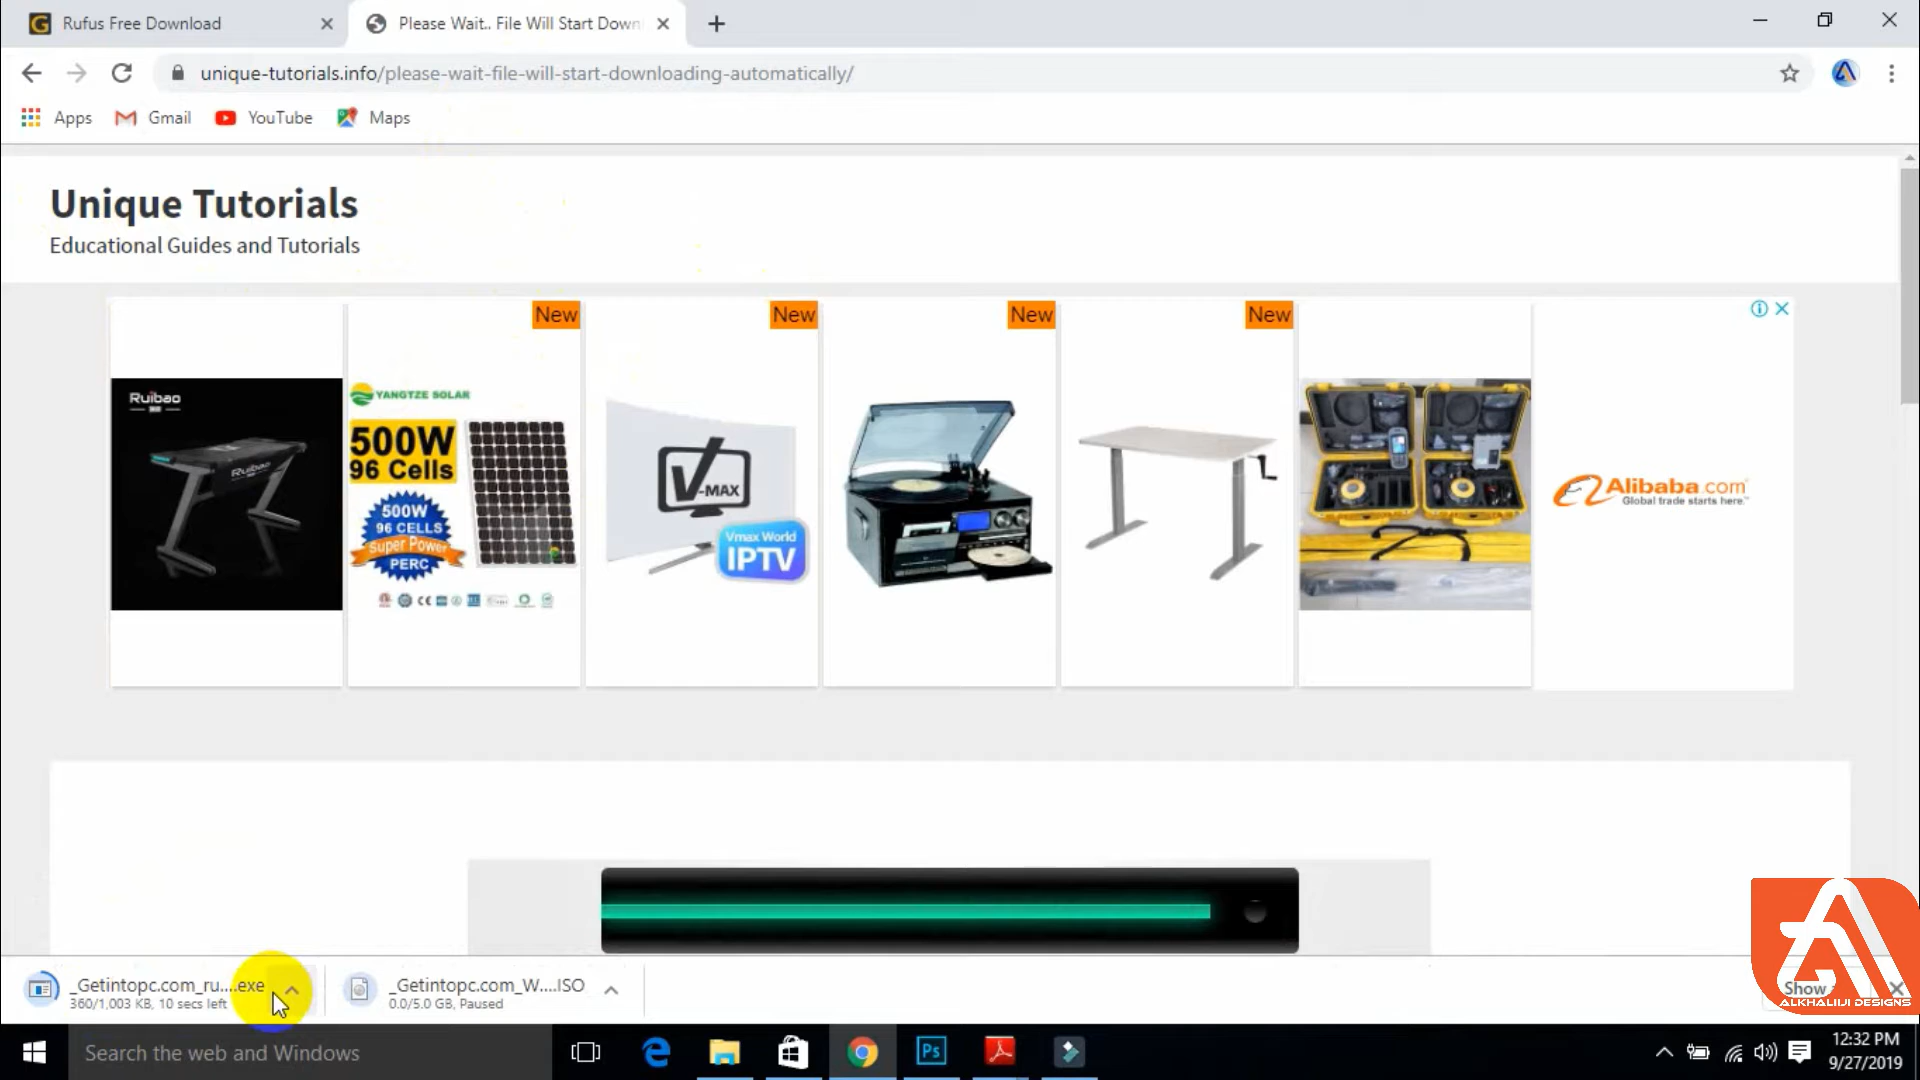 Rufus Free Download
Please Wait.. File Will Start Down
unique-tutorials.info/please-wait-file-will-start-downloading-automatically/
Apps
Gmail
YouTube
Maps
Unique Tutorials
Educational Guides and Tutorials
New
New
New
New
Ruibao
Ruibao
YANGTZE SOLAR
500W
96 Cells
500W
96 CELLS
Super Power
PERC
V-MAX
Vmax World
IPTV
Alibaba.com
Global trade starts here.™
_Getintopc.com_ru....exe
360/1,003 KB, 10 secs left
_Getintopc.com_W....ISO
0.0/5.0 GB, Paused
Show
ALKHALIIJI DESIGNS
Search the web and Windows
Ps
12:32 PM
9/27/2019